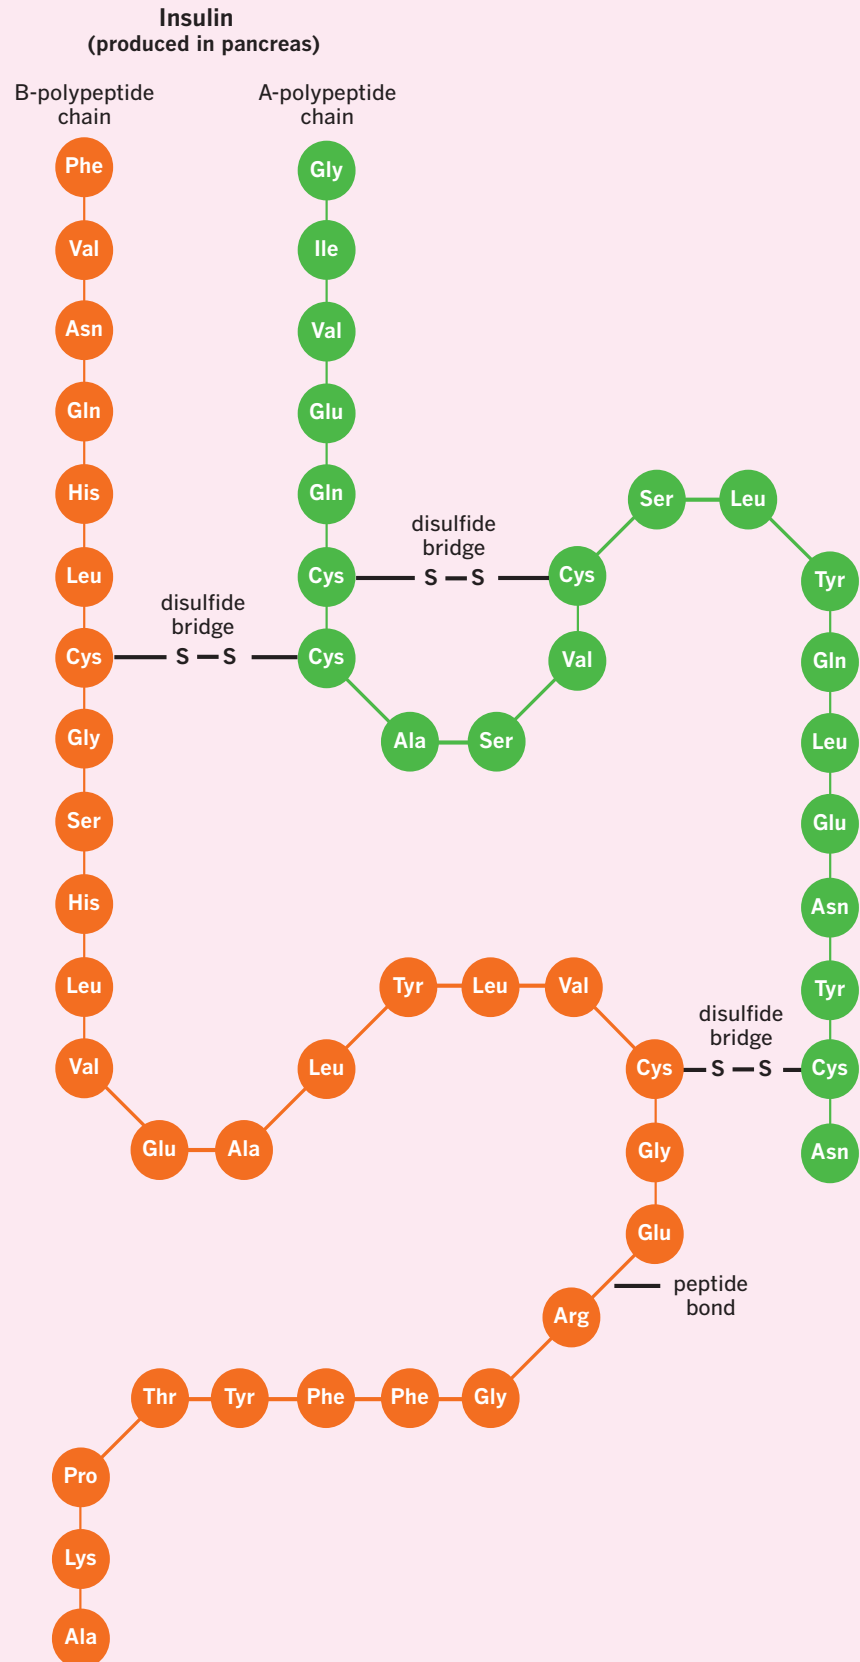 Insulin
(produced in pancreas)
B-polypeptide
chain
A-polypeptide
chain
Phe
Val
Asn
Gln
His
Leu
Cys
Gly
Ser
His
Leu
Val
Glu
Ala
Leu
Tyr
Leu
Val
Cys
Gly
Glu
Arg
Gly
Phe
Phe
Tyr
Thr
Pro
Lys
Ala
Gly
Ile
Val
Glu
Gln
Cys
Cys
Ala
Ser
Val
Cys
Ser
Leu
Tyr
Gln
Leu
Glu
Asn
Tyr
Cys
Asn
disulfide
bridge
S S
disulfide
bridge
S S
disulfide
bridge
S S
peptide
bond